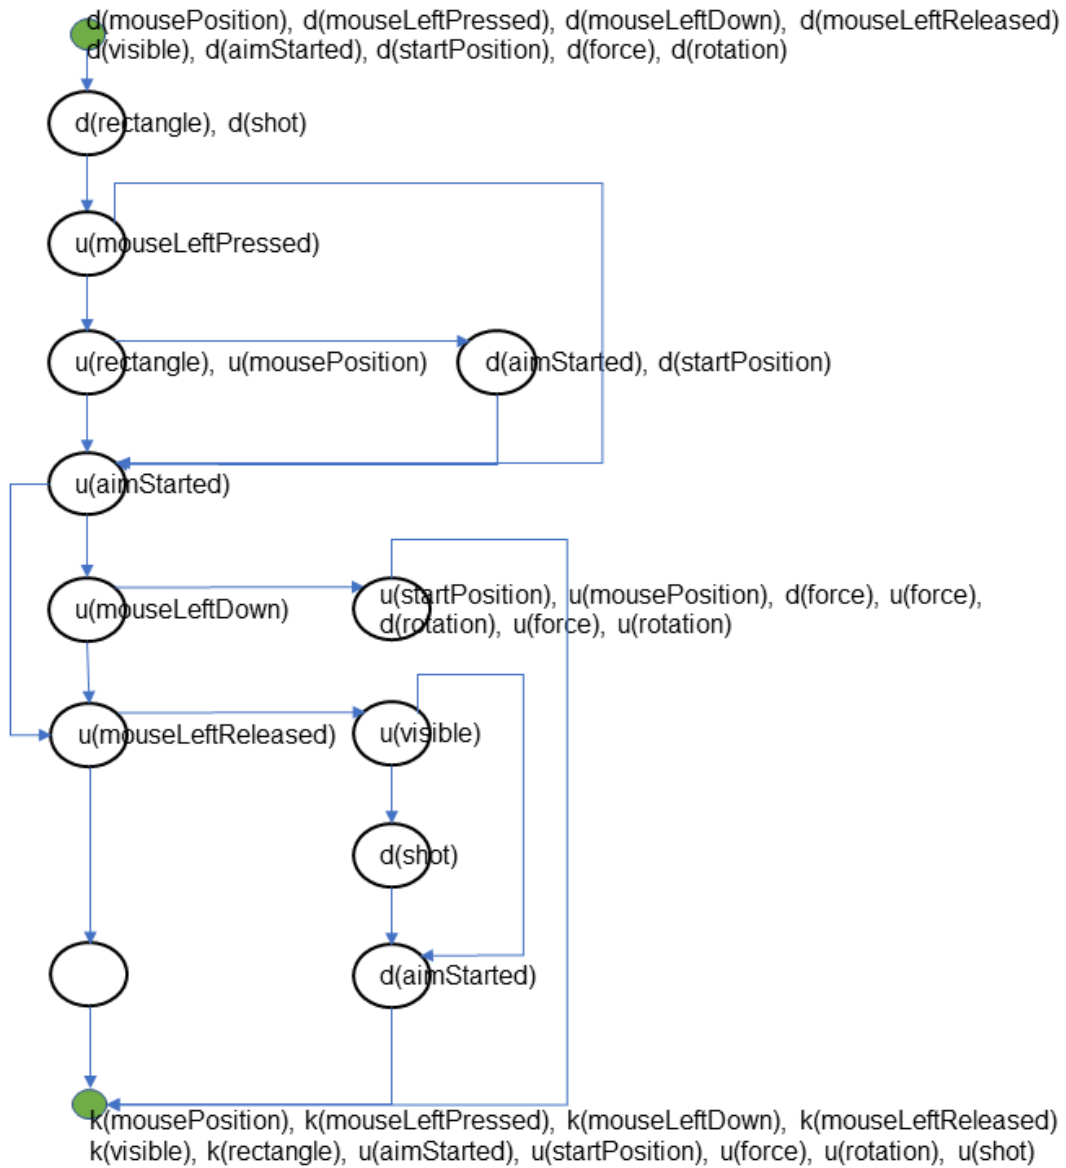 d(mousePosition), d(mouseLeftPressed), d(mouseLeftDown), d(mouseLeftReleased)
d(visible), d(aimStarted), d(startPosition), d(force), d(rotation)
d(rectangle), d(shot)
u(mouseLeftPressed)
u(rectangle), u(mousePosition)
d(aimStarted), d(startPosition)
u(aimStarted)
u(mouseLeftDown)
u(startPosition), u(mousePosition), d(force), u(force),
d(rotation), u(force), u(rotation)
u(mouseLeftReleased)
u(visible)
d(shot)
d(aimStarted)
k(mousePosition), k(mouseLeftPressed), k(mouseLeftDown), k(mouseLeftReleased)
k(visible), k(rectangle), u(aimStarted), u(startPosition), u(force), u(rotation), u(shot)